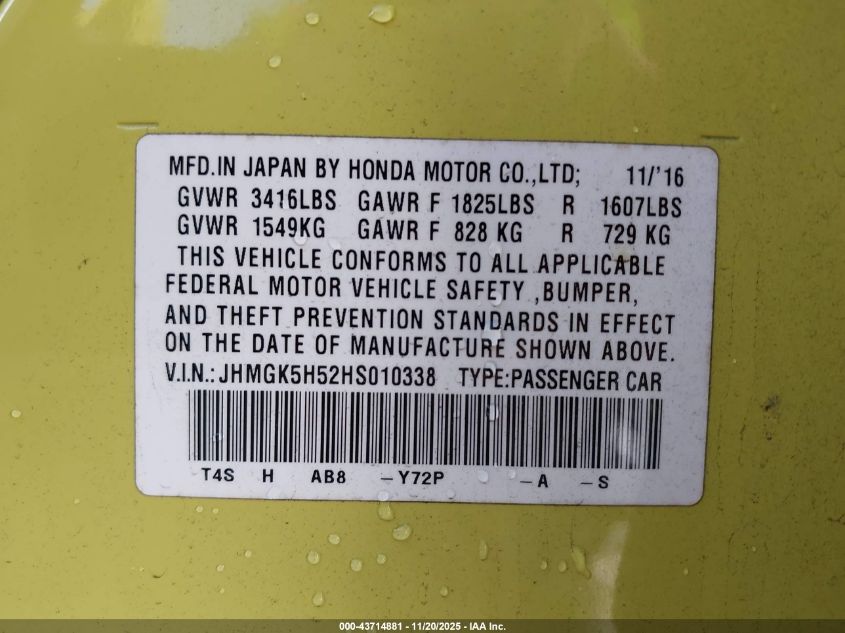 MFD.IN JAPAN BY HONDA MOTOR CO.,LTD; 11/'16
GVWR 3416LBS GAWR F 1825LBS R 1607LBS
GVWR 1549KG GAWR F 828 KG R 729 KG
THIS VEHICLE CONFORMS TO ALL APPLICABLE
FEDERAL MOTOR VEHICLE SAFETY ,BUMPER,
AND THEFT PREVENTION STANDARDS IN EFFECT
ON THE DATE OF MANUFACTURE SHOWN ABOVE.
V.I.N.: JHMGK5H52HS010338 TYPE:PASSENGER CAR
T4S H AB8 -Y72P -A -S
000-43714881 - 11/20/2025 - IAA Inc.